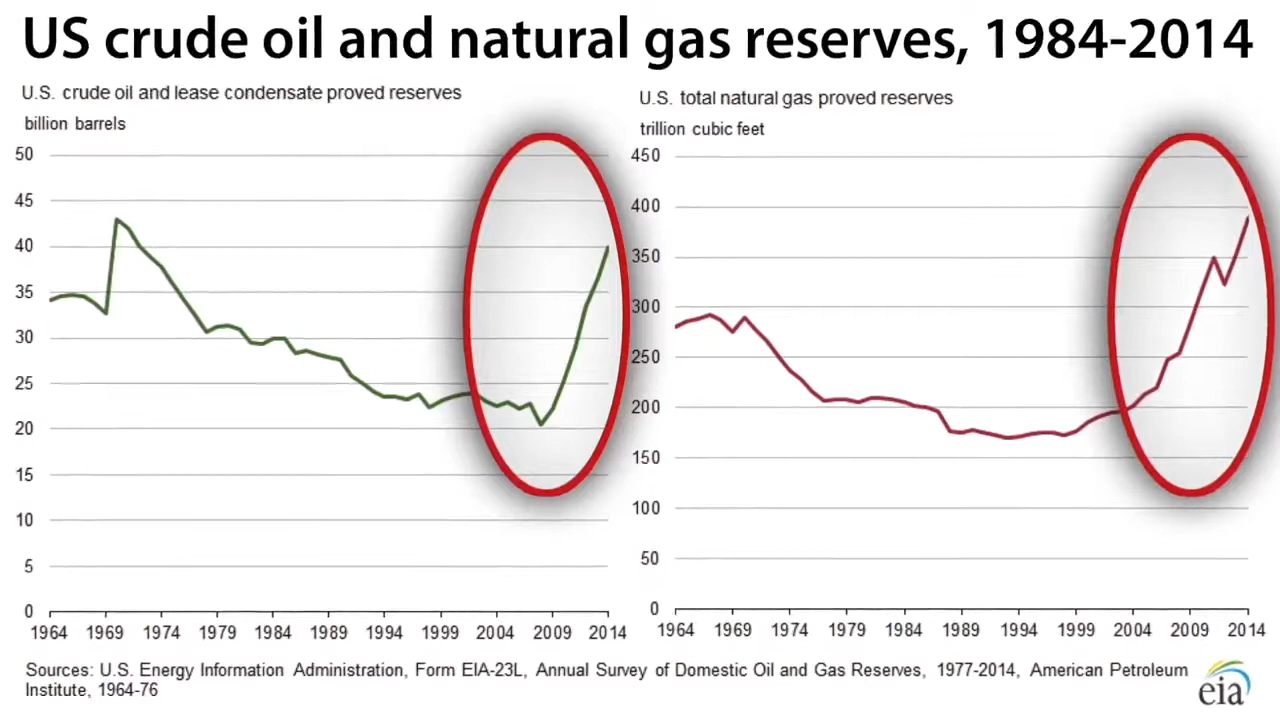 US crude oil and natural gas reserves, 1984-2014
U.S. crude oil and lease condensate proved reserves
billion barrels
50
45
40
35
30
25
20
15
10
5
0
1964 1969 1974 1979 1984 1989 1994 1999 2004 2009 2014
U.S. total natural gas proved reserves
trillion cubic feet
450
400
350
300
250
200
150
100
50
0
1964 1969 1974 1979 1984 1989 1994 1999 2004 2009 2014
Sources: U.S. Energy Information Administration, Form EIA-23L, Annual Survey of Domestic Oil and Gas Reserves, 1977-2014, American Petroleum
Institute, 1964-76
eia